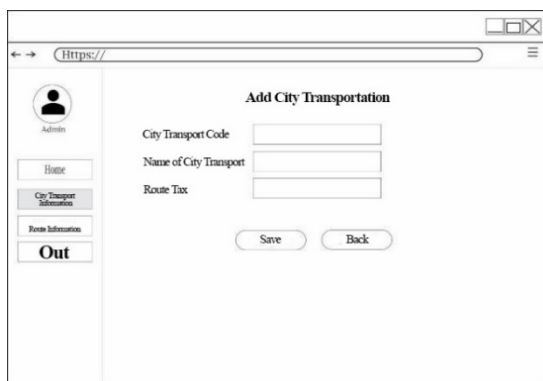 Https://
Admin
Home
City Transport
Information
Route Information
Out
Add City Transportation
City Transport Code
Name of City Transport
Route Tax
Save
Back